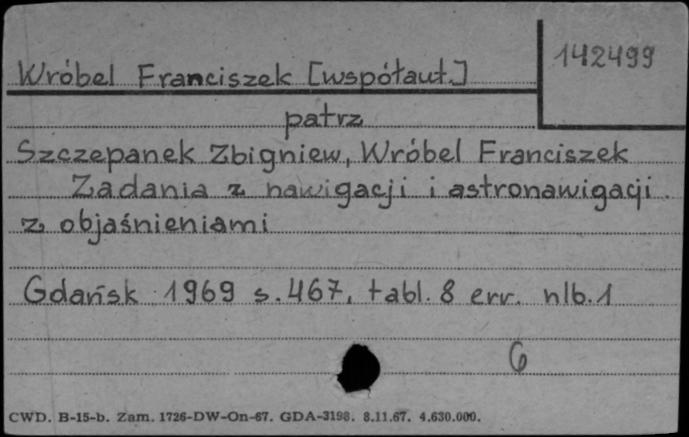 142499
Wróbel Franciszek [współaut.]
patrz
Szczepanek Zbigniew, Wróbel Franciszek
Zadania z nawigacji i astronawigacji
z objaśnieniami
Gdańsk 1969 s. 467, tabl. 8 err. nlb. 1
6
CWD. B-15-b. Zam. 1726-DW-On-67. GDA-3198. 8.11.67. 4.630.000.